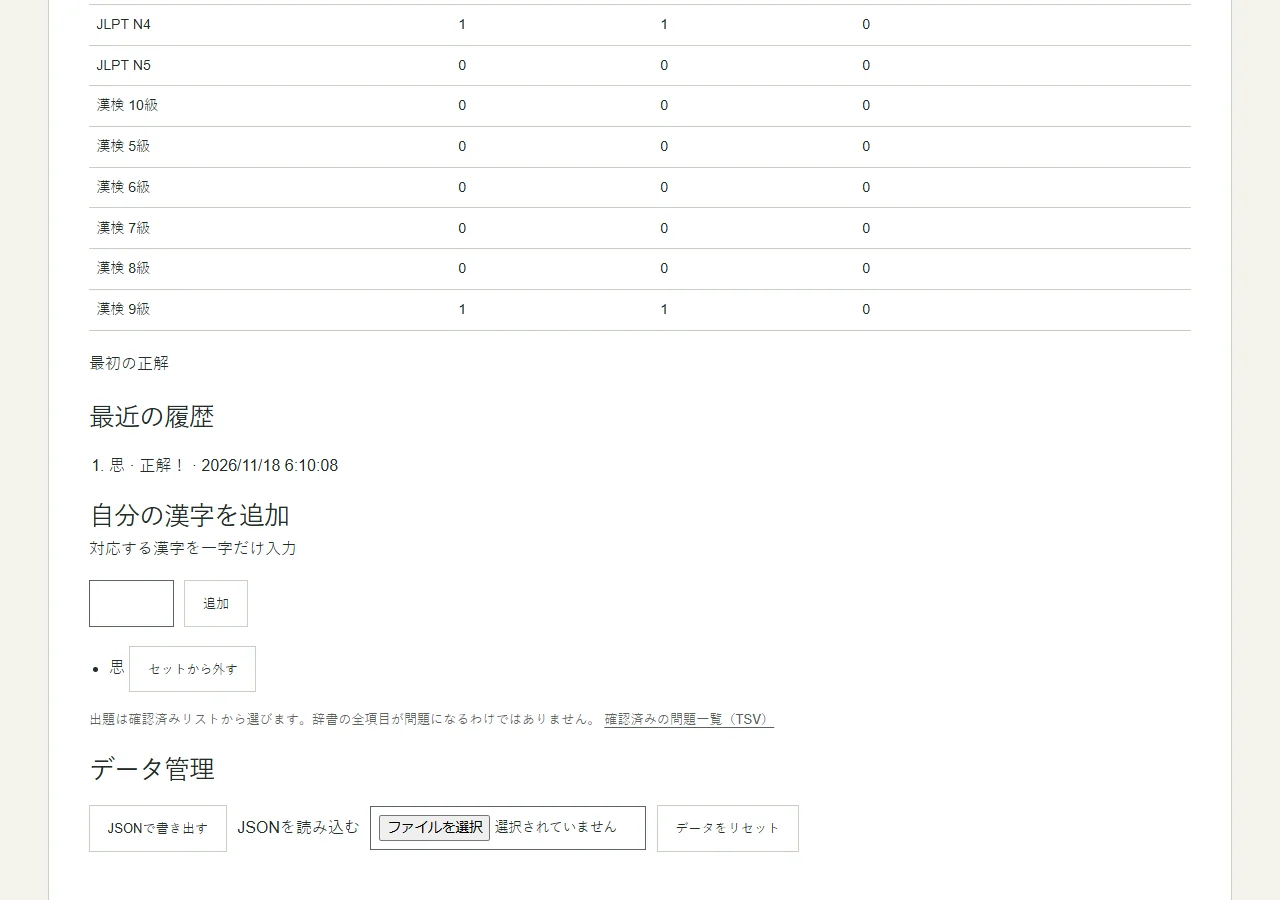 JLPT N4 1 1 0
JLPT N5 0 0 0
漢検 10級 0 0 0
漢検 5級 0 0 0
漢検 6級 0 0 0
漢検 7級 0 0 0
漢検 8級 0 0 0
漢検 9級 1 1 0
最初の正解
最近の履歴
1. 思 · 正解！ · 2026/11/18 6:10:08
自分の漢字を追加
対応する漢字を一字だけ入力
追加
• 思 セットから外す
出題は確認済みリストから選びます。辞書の全項目が問題になるわけではありません。 確認済みの問題一覧（TSV）
データ管理
JSONで書き出す JSONを読み込む ファイルを選択 選択されていません データをリセット